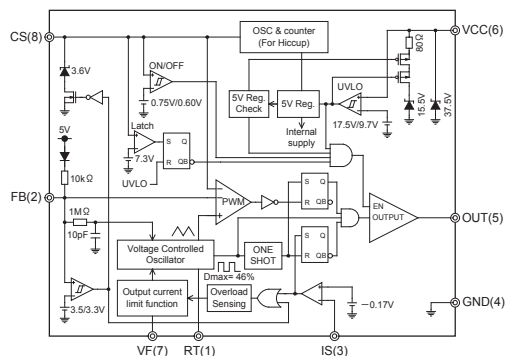 CS(8)
OSC & counter
(For Hiccup)
VCC(6)
80Ω
3.6V
ON/OFF
0.75V/0.60V
5V Reg.
Check
5V Reg.
UVLO
15.5V
37.5V
Internal
supply
17.5V/9.7V
5V
Latch
S
Q
R
QB
7.3V
UVLO
10kΩ
FB(2)
PWM
S
Q
R
QB
EN
OUTPUT
OUT(5)
1MΩ
10pF
Voltage Controlled
Oscillator
ONE
SHOT
S
Q
R
QB
Dmax= 46%
3.5/3.3V
Output current
limit function
Overload
Sensing
−0.17V
GND(4)
VF(7)
RT(1)
IS(3)